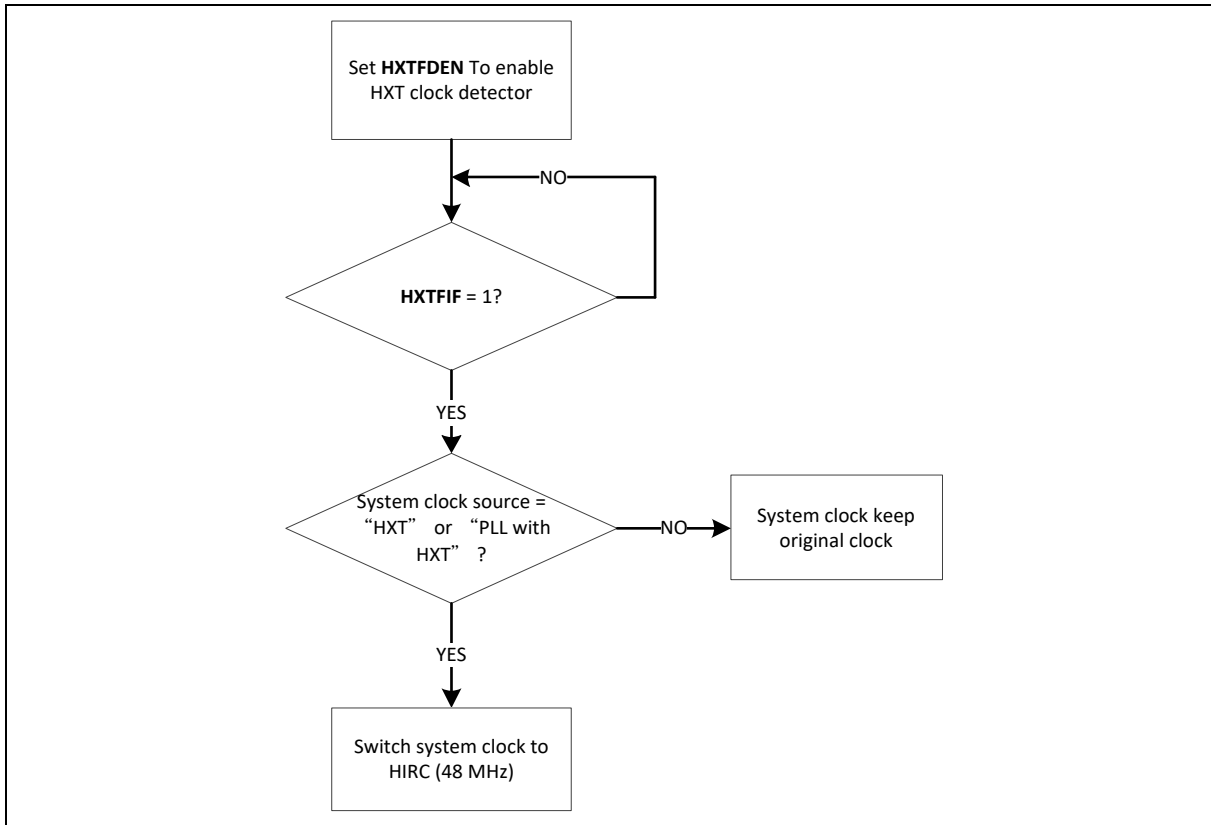 Set HXTFDEN To enable
HXT clock detector
NO
HXTFIF = 1?
YES
System clock source =
“HXT” or “PLL with
HXT” ?
NO
System clock keep
original clock
YES
Switch system clock to
HIRC (48 MHz)